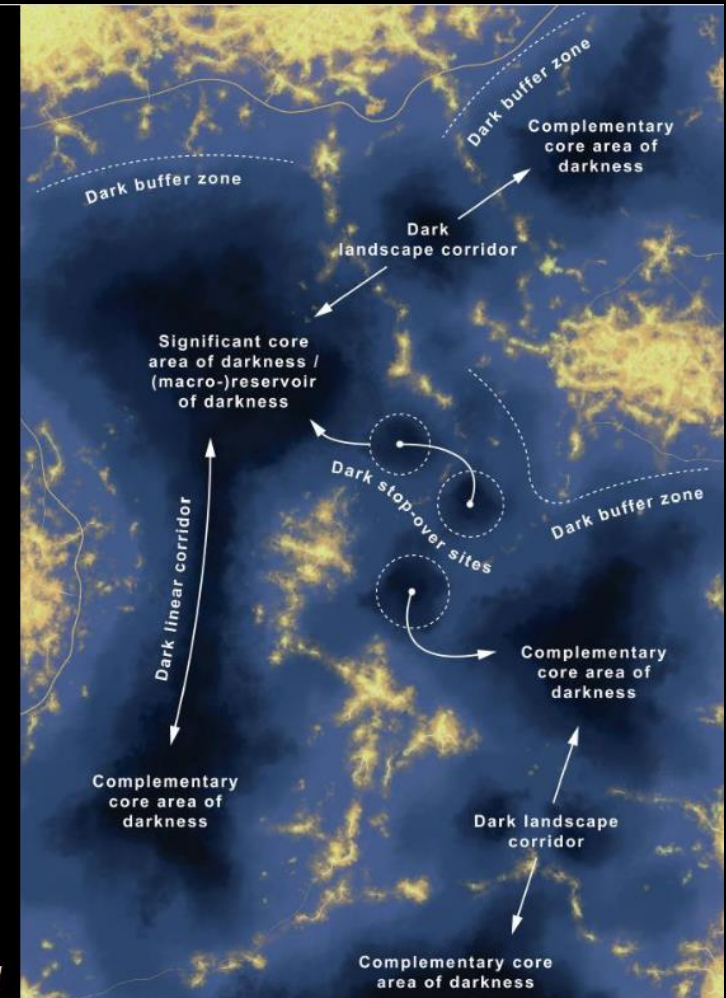 Dark buffer zone
Complementary
core area of
darkness
Dark buffer zone
Dark
landscape corridor
Significant core
area of darkness /
(macro-)reservoir
of darkness
Dark stop-over sites
Dark buffer zone
Dark linear corridor
Complementary
core area of
darkness
Complementary
core area of
darkness
Dark landscape
corridor
Complementary core
area of darkness